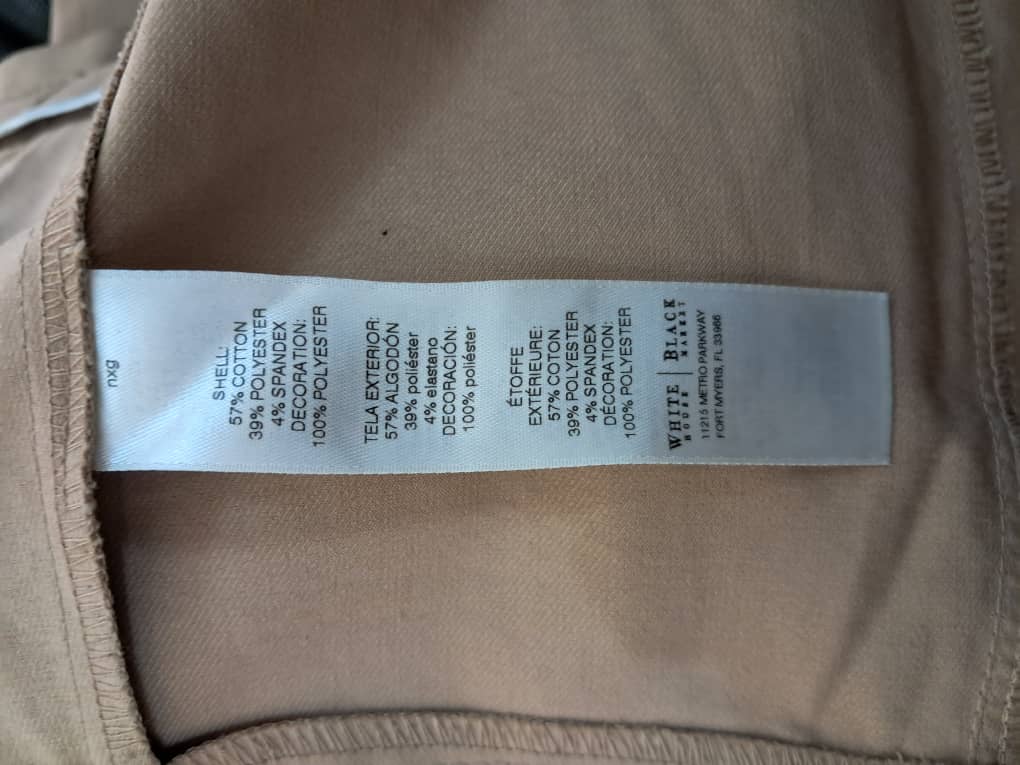 nxg
SHELL:
57% COTTON
39% POLYESTER
4% SPANDEX
DECORATION:
100% POLYESTER
TELA EXTERIOR:
57% ALGODÓN
39% poliéster
4% elastano
DECORACIÓN:
100% poliéster
ÉTOFFE
EXTÉRIEURE:
57% COTON
39% POLYESTER
4% SPANDEX
DÉCORATION:
100% POLYESTER
WHITE | BLACK
HOUSE | MARKET
11215 METRO PARKWAY
FORT MYERS, FL 33966